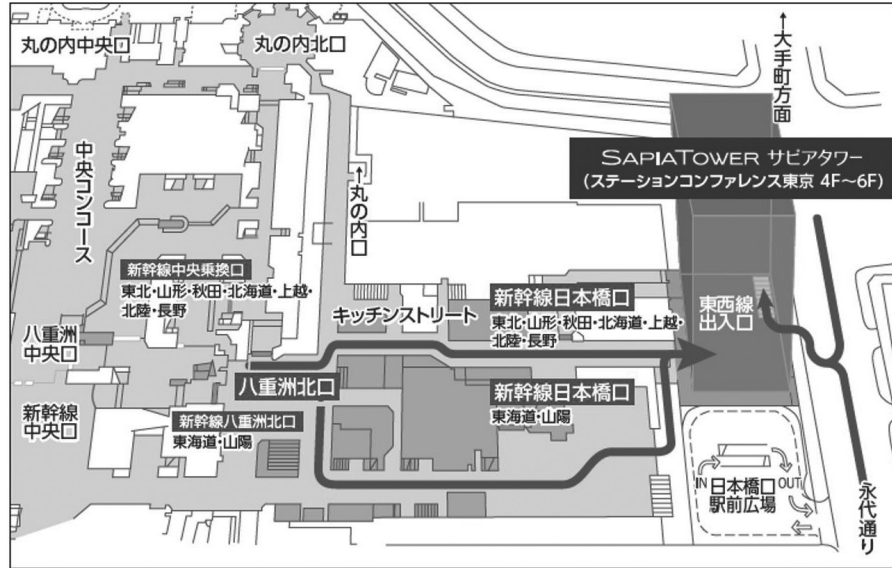 丸の内中央口
丸の内北口
↑大手町方面
SAPIATOWER サピアタワー
(ステーションコンファレンス東京 4F〜6F)
中央コンコース
↑丸の内口
新幹線中央乗換口
東北・山形・秋田・北海道・上越・
北陸・長野
キッチンストリート
新幹線日本橋口
東北・山形・秋田・北海道・上越・
北陸・長野
東西線
出入口
八重洲
中央口
八重洲北口
新幹線日本橋口
東海道・山陽
新幹線
中央口
新幹線八重洲北口
東海道・山陽
IN
日本橋口
駅前広場
OUT
永代通り